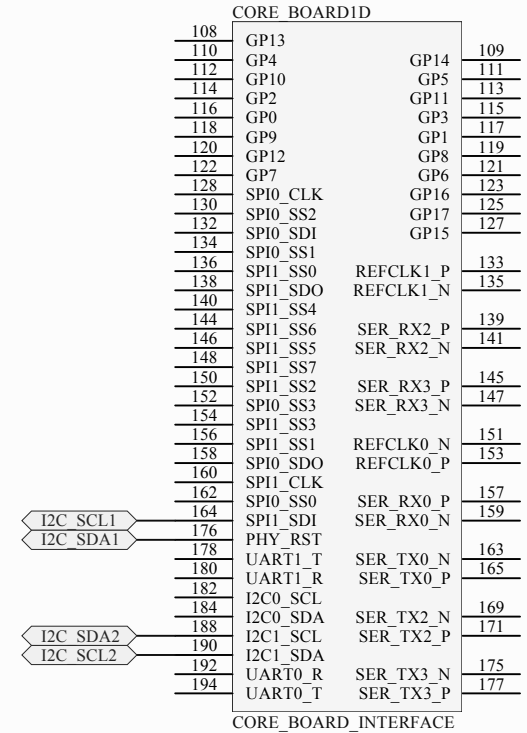 CORE_BOARD1D
108 GP13
110 GP4 GP14 109
112 GP10 GP5 111
114 GP2 GP11 113
116 GP0 GP3 115
118 GP9 GP1 117
120 GP12 GP8 119
122 GP7 GP6 121
128 SPI0_CLK GP16 123
130 SPI0_SS2 GP17 125
132 SPI0_SDI GP15 127
134 SPI0_SS1
136 SPI1_SS0 REFCLK1_P 133
138 SPI1_SDO REFCLK1_N 135
140 SPI1_SS4
144 SPI1_SS6 SER_RX2_P 139
146 SPI1_SS5 SER_RX2_N 141
148 SPI1_SS7
150 SPI1_SS2 SER_RX3_P 145
152 SPI0_SS3 SER_RX3_N 147
154 SPI1_SS3
156 SPI1_SS1 REFCLK0_N 151
158 SPI0_SDO REFCLK0_P 153
160 SPI1_CLK
162 SPI0_SS0 SER_RX0_P 157
I2C_SCL1 164 SPI1_SDI SER_RX0_N 159
I2C_SDA1 176 PHY_RST
178 UART1_T SER_TX0_N 163
180 UART1_R SER_TX0_P 165
182 I2C0_SCL
184 I2C0_SDA SER_TX2_N 169
I2C_SDA2 188 I2C1_SCL SER_TX2_P 171
I2C_SCL2 190 I2C1_SDA
192 UART0_R SER_TX3_N 175
194 UART0_T SER_TX3_P 177
CORE_BOARD_INTERFACE